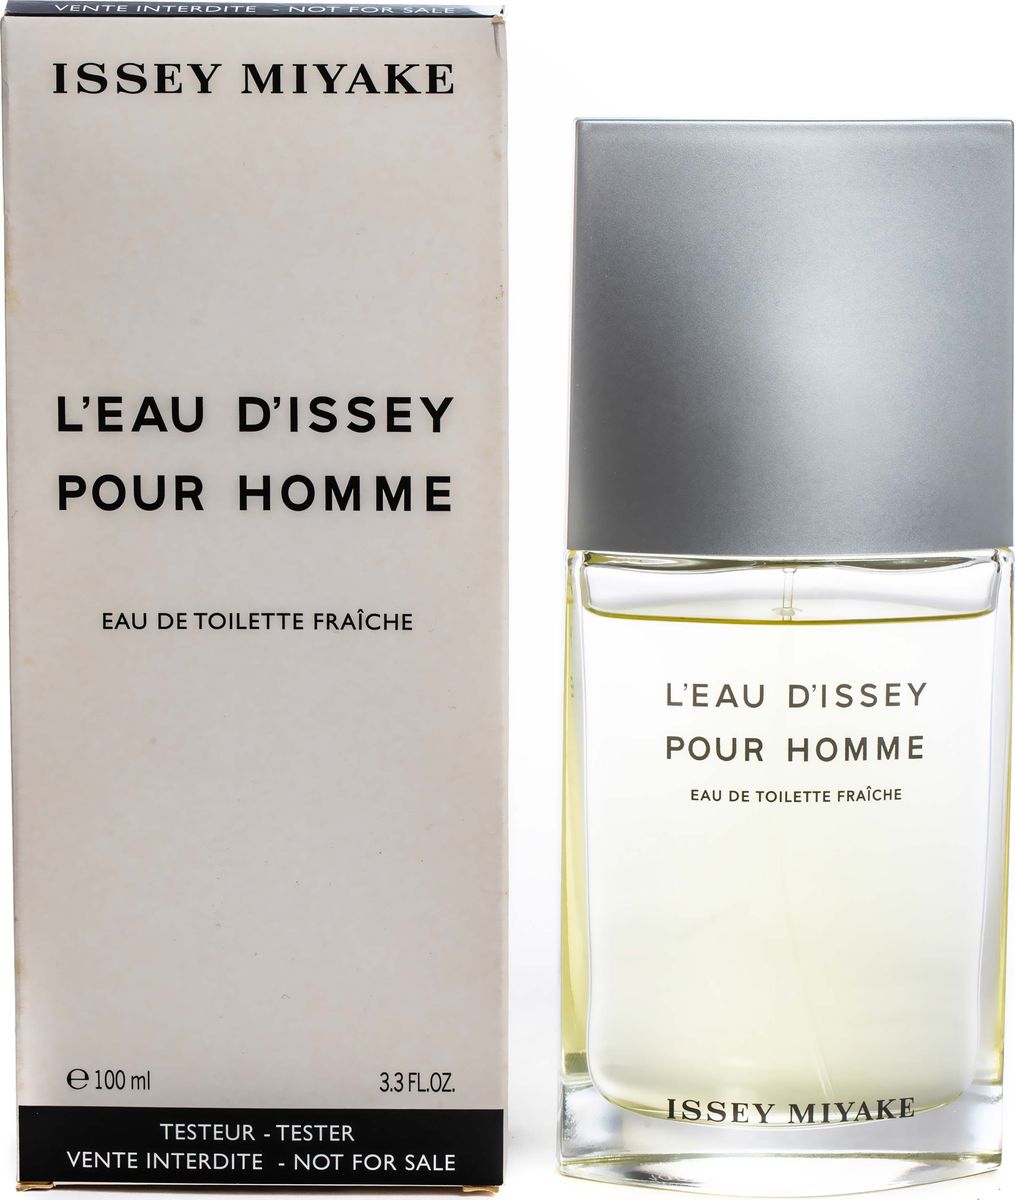 VENTE INTERDITE - NOT FOR SALE
ISSEY MIYAKE
L'EAU D'ISSEY
POUR HOMME
EAU DE TOILETTE FRAÎCHE
℮ 100 ml 3.3 FL.OZ.
TESTEUR - TESTER
VENTE INTERDITE - NOT FOR SALE
L'EAU D'ISSEY
POUR HOMME
EAU DE TOILETTE FRAÎCHE
ISSEY MIYAKE